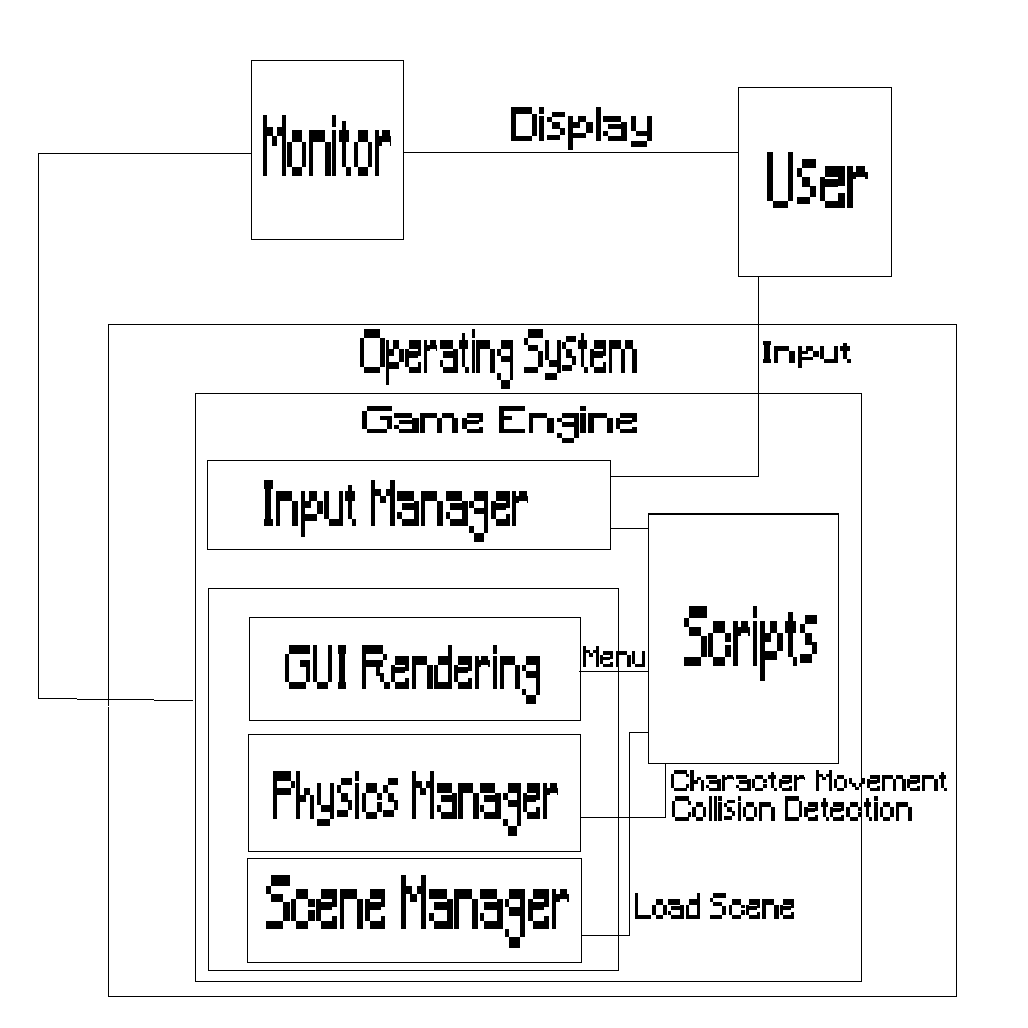 Monitor
Display
User
Operating System
Input
Game Engine
Input Manager
Scripts
GUI Rendering
Menu
Physics Manager
Character Movement
Collision Detection
Scene Manager
Load Scene